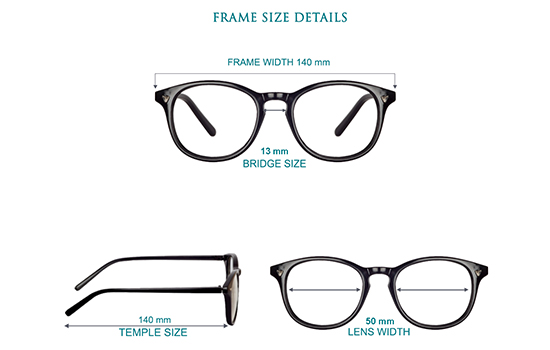 FRAME SIZE DETAILS
FRAME WIDTH 140 mm
13 mm
BRIDGE SIZE
140 mm
TEMPLE SIZE
50 mm
LENS WIDTH